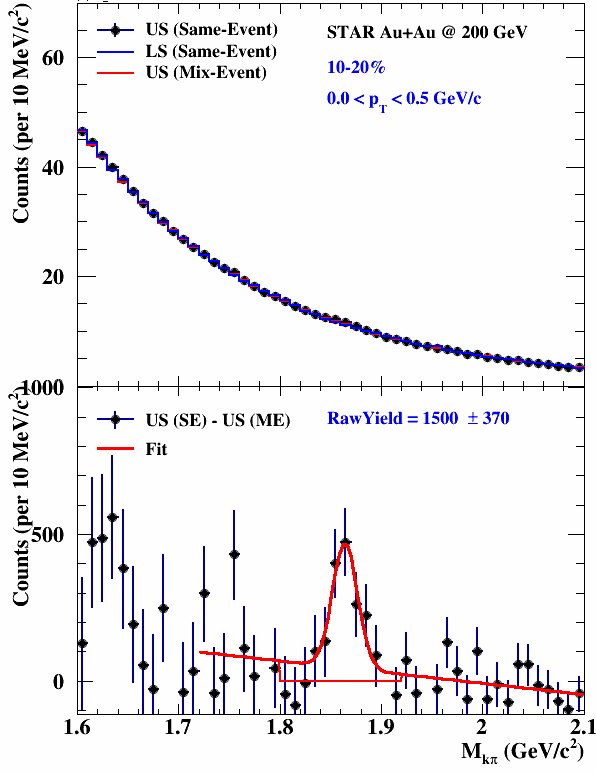 US (Same-Event)
LS (Same-Event)
US (Mix-Event)
STAR Au+Au @ 200 GeV
10-20%
0.0 < p_T < 0.5 GeV/c
Counts (per 10 MeV/c²)
60
40
20
1000
US (SE) - US (ME)
Fit
RawYield = 1500 ± 370
Counts (per 10 MeV/c²)
500
0
1.6 1.7 1.8 1.9 2 2.1
M_kπ (GeV/c²)